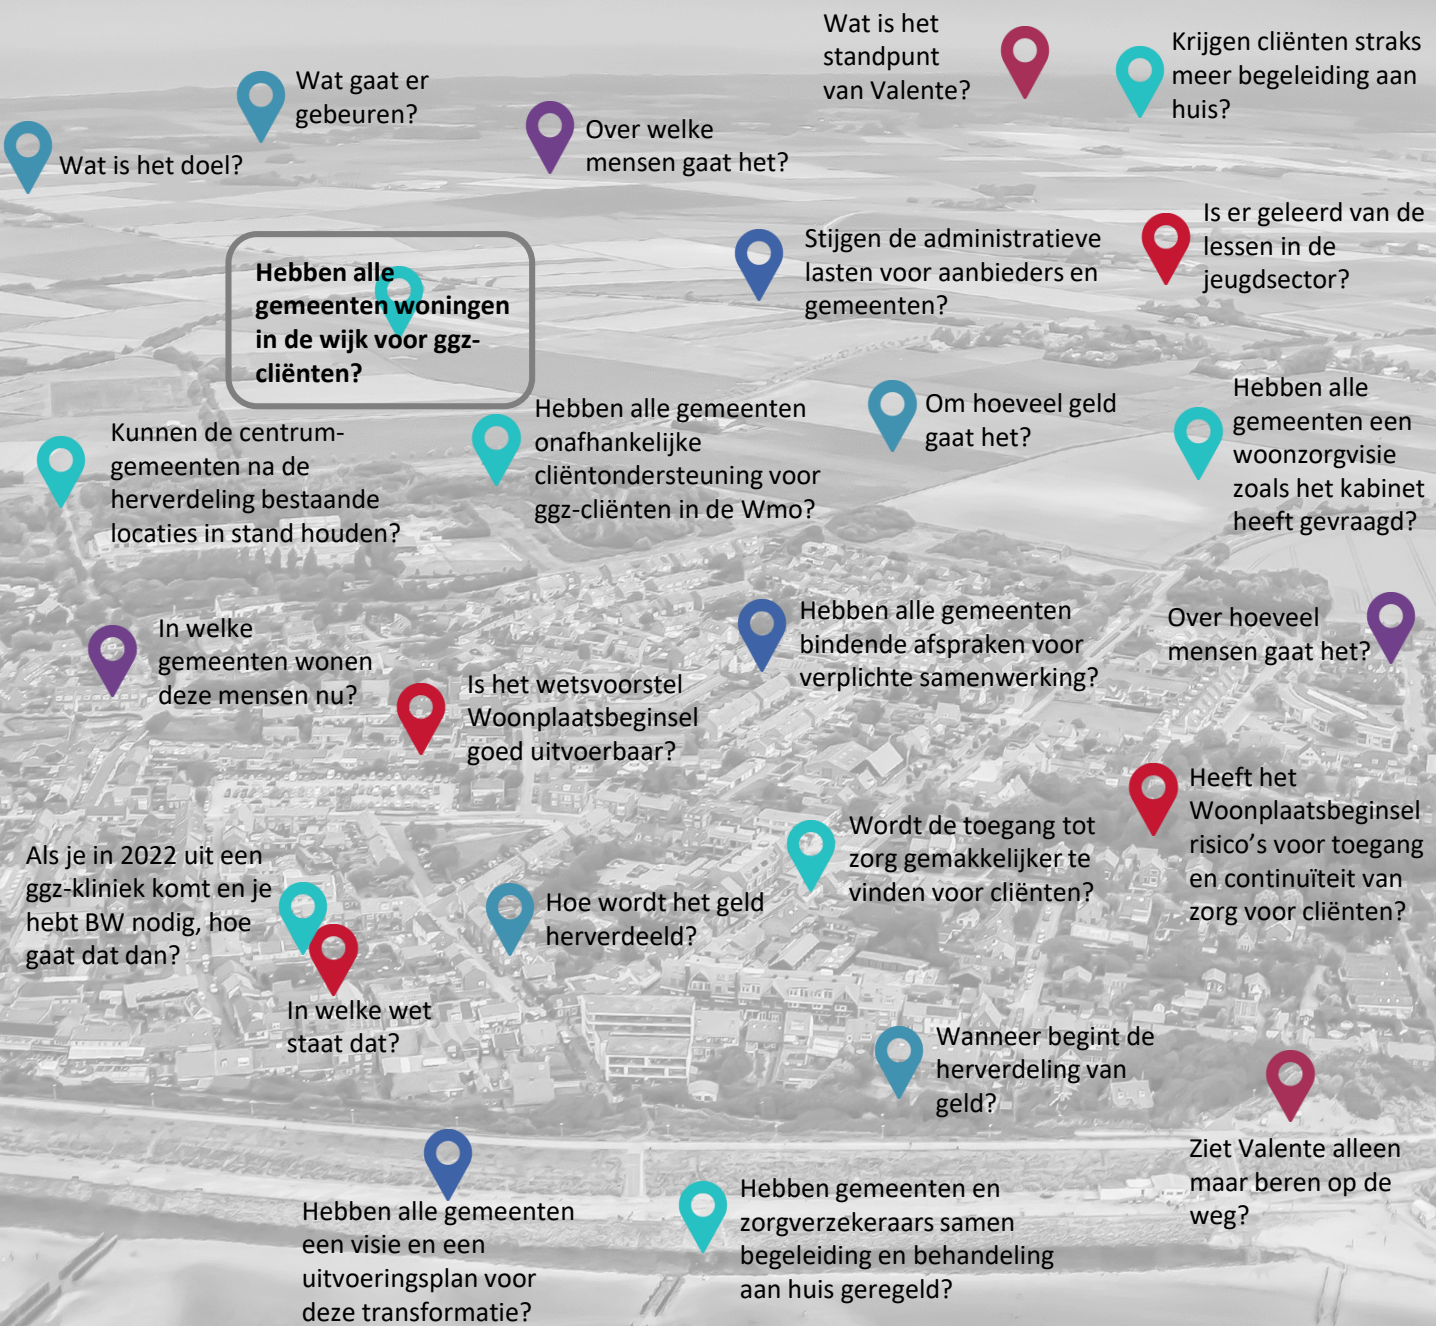 Wat is het
standpunt
van Valente?
Krijgen cliënten straks
meer begeleiding aan
huis?
Wat gaat er
gebeuren?
Wat is het doel?
Over welke
mensen gaat het?
Is er geleerd van de
lessen in de
jeugdsector?
Stijgen de administratieve
lasten voor aanbieders en
gemeenten?
Hebben alle
gemeenten woningen
in de wijk voor ggz-
cliënten?
Hebben alle
gemeenten een
woonzorgvisie
zoals het kabinet
heeft gevraagd?
Om hoeveel geld
gaat het?
Hebben alle gemeenten
onafhankelijke
cliëntondersteuning voor
ggz-cliënten in de Wmo?
Kunnen de centrum-
gemeenten na de
herverdeling bestaande
locaties in stand houden?
In welke
gemeenten wonen
deze mensen nu?
Hebben alle gemeenten
bindende afspraken voor
verplichte samenwerking?
Over hoeveel
mensen gaat het?
Is het wetsvoorstel
Woonplaatsbeginsel
goed uitvoerbaar?
Heeft het
Woonplaatsbeginsel
risico's voor toegang
en continuïteit van
zorg voor cliënten?
Wordt de toegang tot
zorg gemakkelijker te
vinden voor cliënten?
Als je in 2022 uit een
ggz-kliniek komt en je
hebt BW nodig, hoe
gaat dat dan?
Hoe wordt het geld
herverdeeld?
In welke wet
staat dat?
Wanneer begint de
herverdeling van
geld?
Ziet Valente alleen
maar beren op de
weg?
Hebben alle gemeenten
een visie en een
uitvoeringsplan voor
deze transformatie?
Hebben gemeenten en
zorgverzekeraars samen
begeleiding en behandeling
aan huis geregeld?